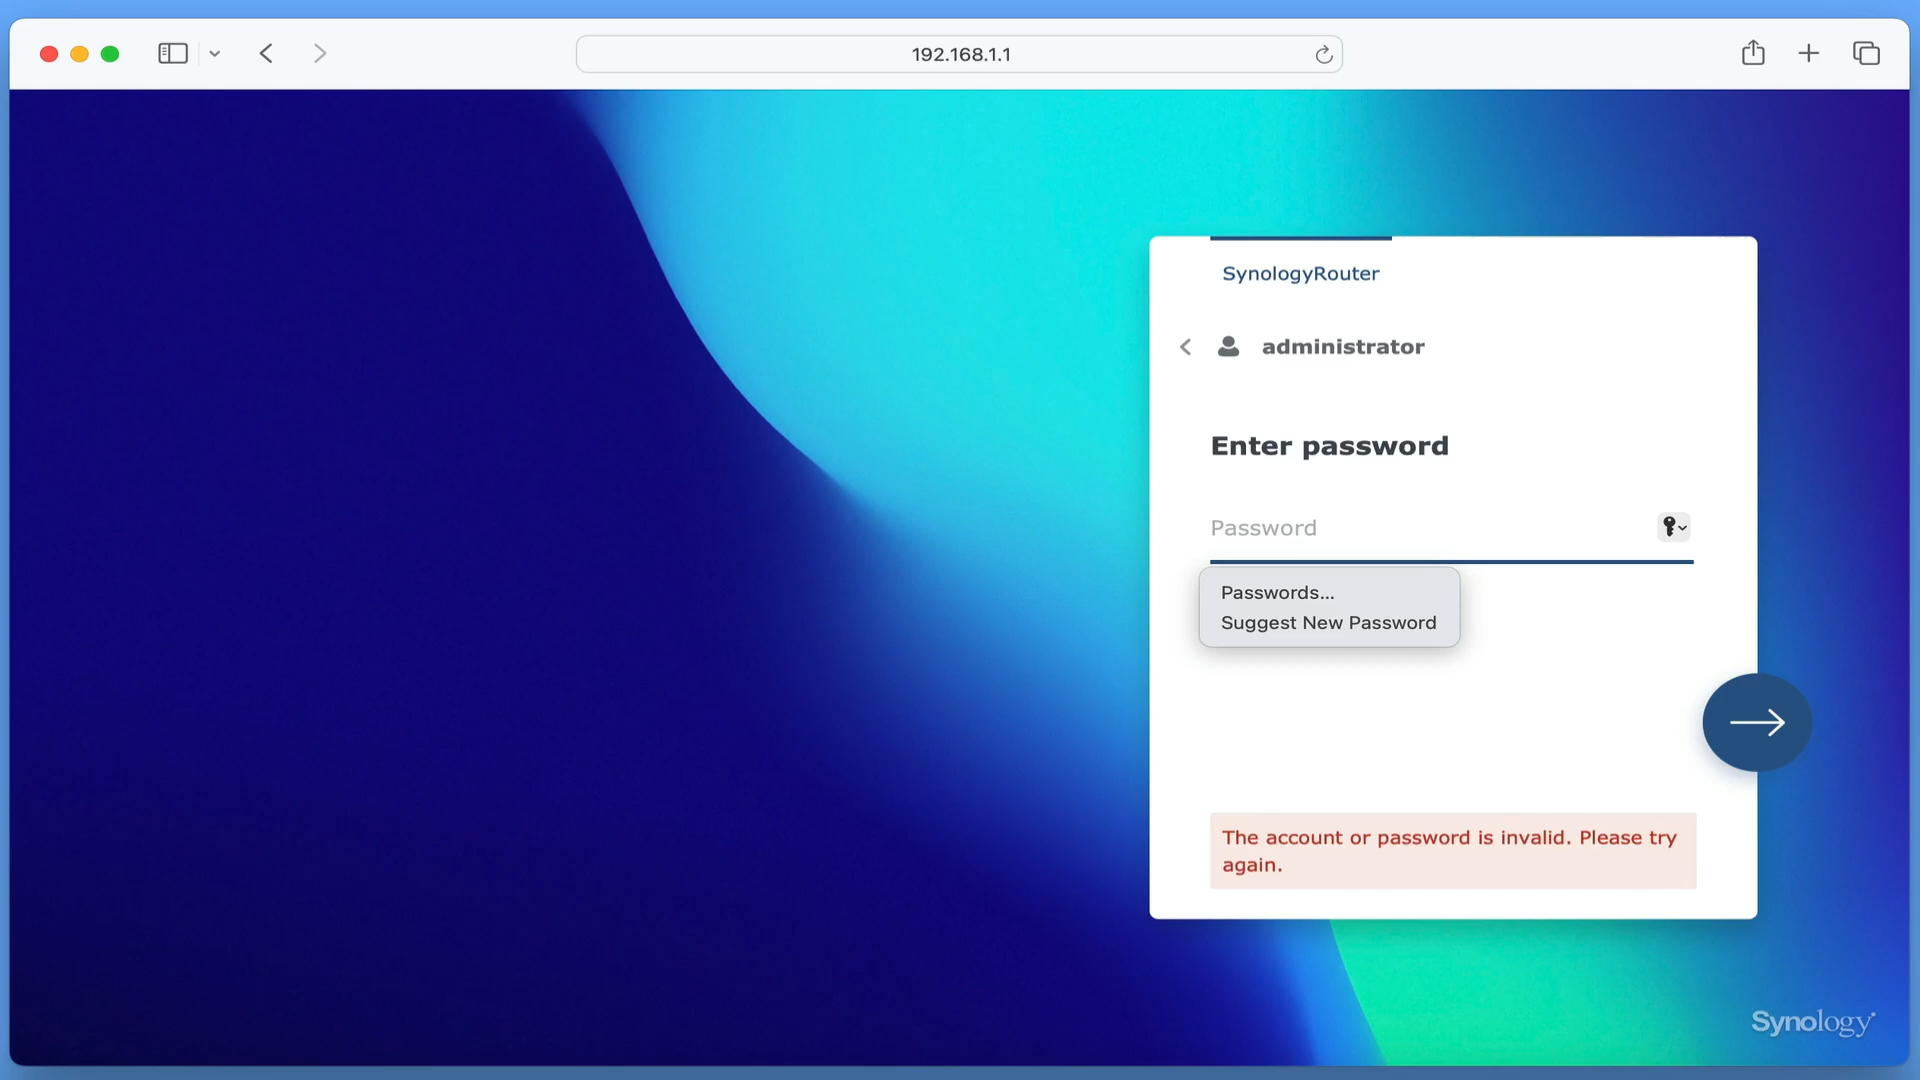 192.168.1.1
SynologyRouter
administrator
Enter password
Password
Passwords...
Suggest New Password
The account or password is invalid. Please try
again.
Synology